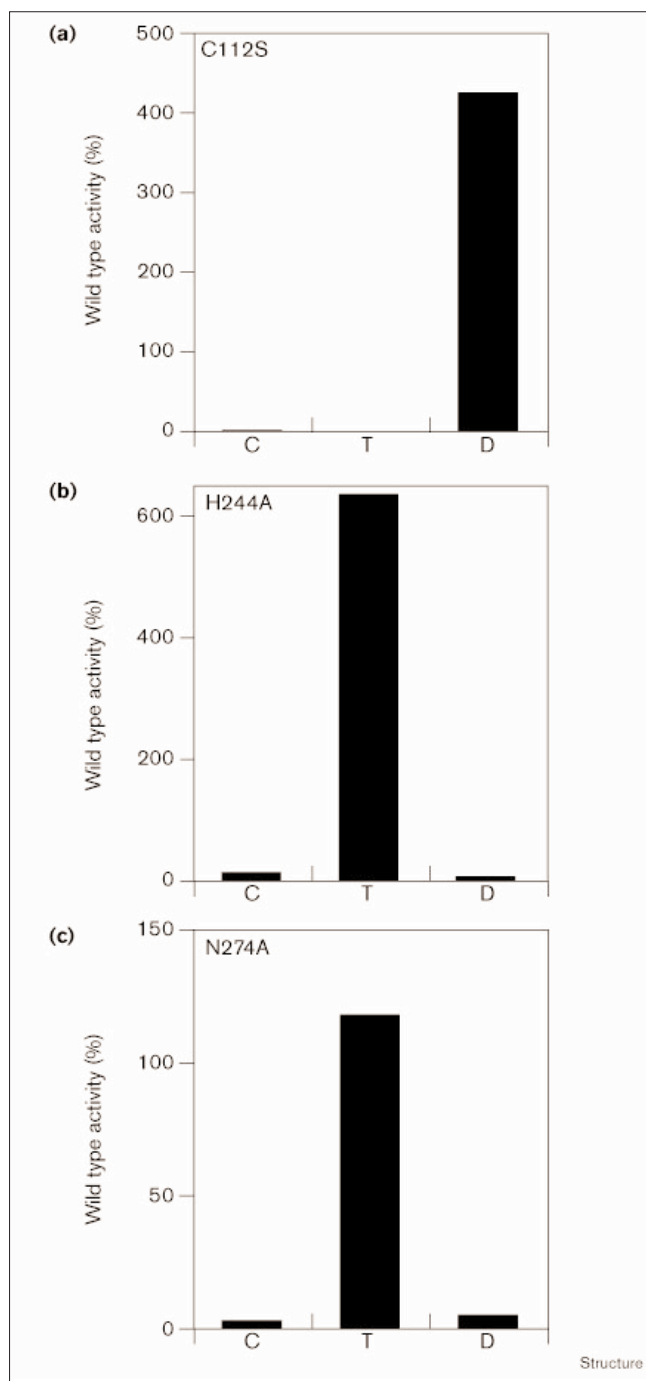 (a)
C112S
Wild type activity (%)
500
400
300
200
100
0
C T D
(b)
H244A
Wild type activity (%)
600
400
200
0
C T D
(c)
N274A
Wild type activity (%)
150
100
50
0
C T D
Structure